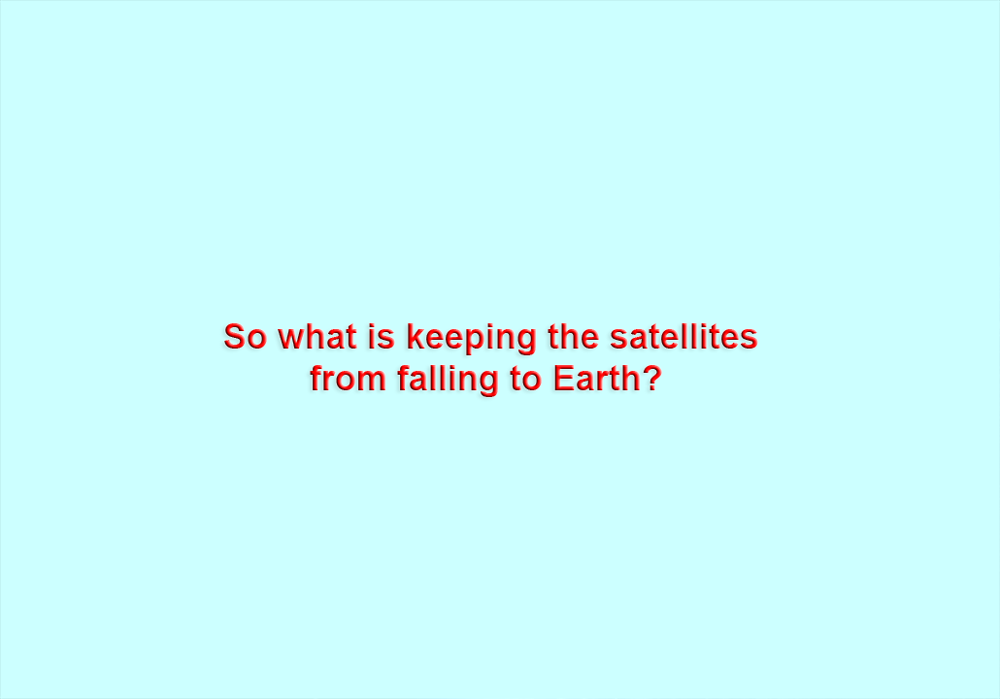 So what is keeping the satellites
from falling to Earth?